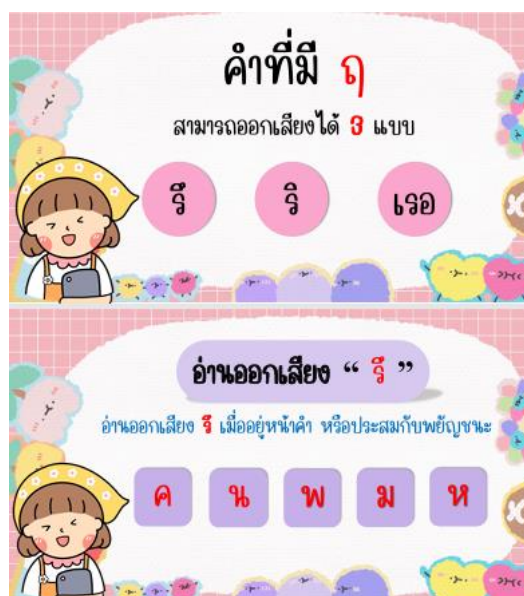 คำที่มี ฤ
สามารถออกเสียงได้ 3 แบบ
รึ ริ เรอ
อ่านออกเสียง “ รึ ”
อ่านออกเสียง รึ เมื่ออยู่หน้าคำ หรือประสมกับพยัญชนะ
ค น พ ม ห